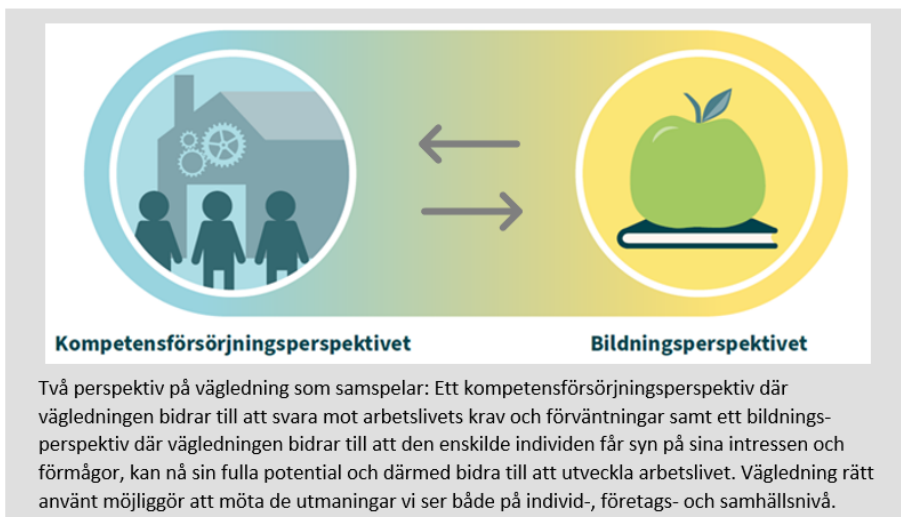 Kompetensförsörjningsperspektivet
Bildningsperspektivet
Två perspektiv på vägledning som samspelar: Ett kompetensförsörjningsperspektiv där
vägledningen bidrar till att svara mot arbetslivets krav och förväntningar samt ett bildnings-
perspektiv där vägledningen bidrar till att den enskilde individen får syn på sina intressen och
förmågor, kan nå sin fulla potential och därmed bidra till att utveckla arbetslivet. Vägledning rätt
använt möjliggör att möta de utmaningar vi ser både på individ-, företags- och samhällsnivå.